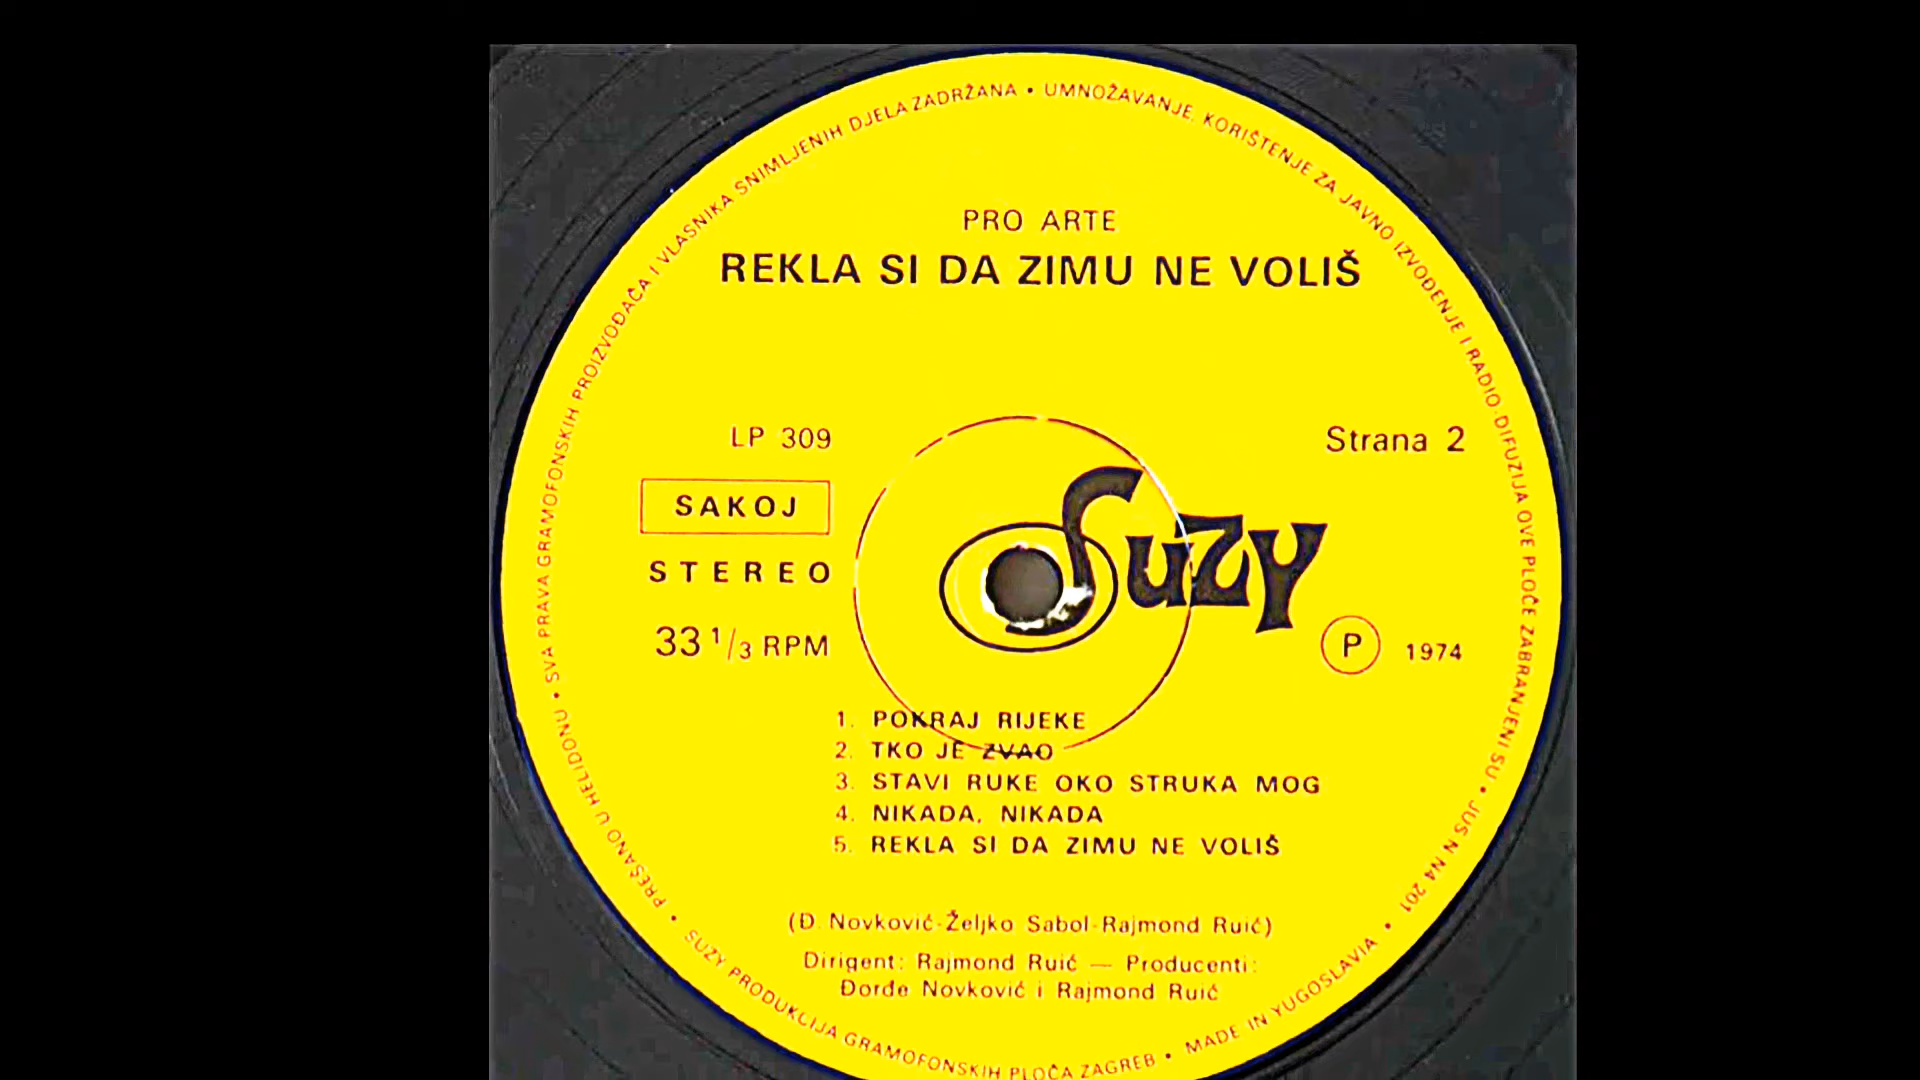 SVA PRAVA GRAMOFONSKIH PROIZVOĐAČA I VLASNIKA SNIMLJENIH DJELA ZADRŽANA • UMNOŽAVANJE, KORIŠTENJE ZA JAVNO IZVOĐENJE I RADIO-DIFUZIJA OVE PLOČE ZABRANJENI SU • JUS N N4 201 •
PRO ARTE
REKLA SI DA ZIMU NE VOLIŠ
LP 309
Strana 2
SAKOJ
STEREO
33 1/3 RPM
Suzy
P 1974
1. POKRAJ RIJEKE
2. TKO JE ZVAO
3. STAVI RUKE OKO STRUKA MOG
4. NIKADA, NIKADA
5. REKLA SI DA ZIMU NE VOLIŠ
(Đ. Novković-Željko Sabol-Rajmond Ruić)
Dirigent: Rajmond Ruić — Producenti:
Đorđe Novković i Rajmond Ruić
PREŠANO U HELIDONU • SUZY PRODUKCIJA GRAMOFONSKIH PLOČA ZAGREB • MADE IN YUGOSLAVIA •